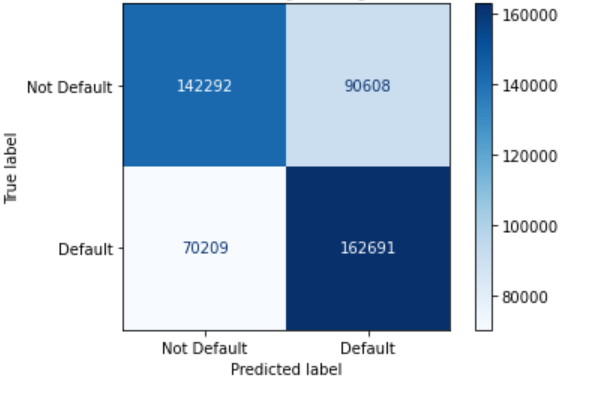 160000
Not Default
142292
90608
140000
120000
True label
100000
Default
70209
162691
80000
Not Default
Default
Predicted label